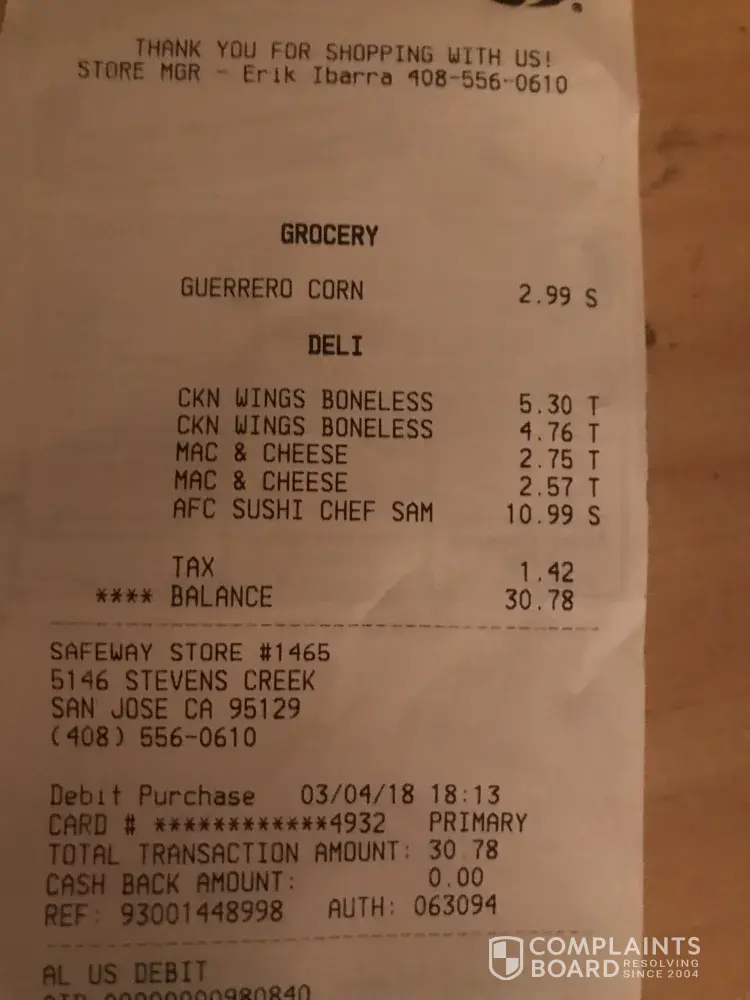 THANK YOU FOR SHOPPING WITH US!
STORE MGR - Erik Ibarra 408-556-0610
GROCERY
GUERRERO CORN 2.99 S
DELI
CKN WINGS BONELESS 5.30 T
CKN WINGS BONELESS 4.76 T
MAC & CHEESE 2.75 T
MAC & CHEESE 2.57 T
AFC SUSHI CHEF SAM 10.99 S
TAX 1.42
**** BALANCE 30.78
SAFEWAY STORE #1465
5146 STEVENS CREEK
SAN JOSE CA 95129
(408) 556-0610
Debit Purchase 03/04/18 18:13
CARD # ************4932 PRIMARY
TOTAL TRANSACTION AMOUNT: 30.78
CASH BACK AMOUNT: 0.00
REF: 93001448998 AUTH: 063094
AL US DEBIT
COMPLAINTS
BOARD RESOLVING SINCE 2004